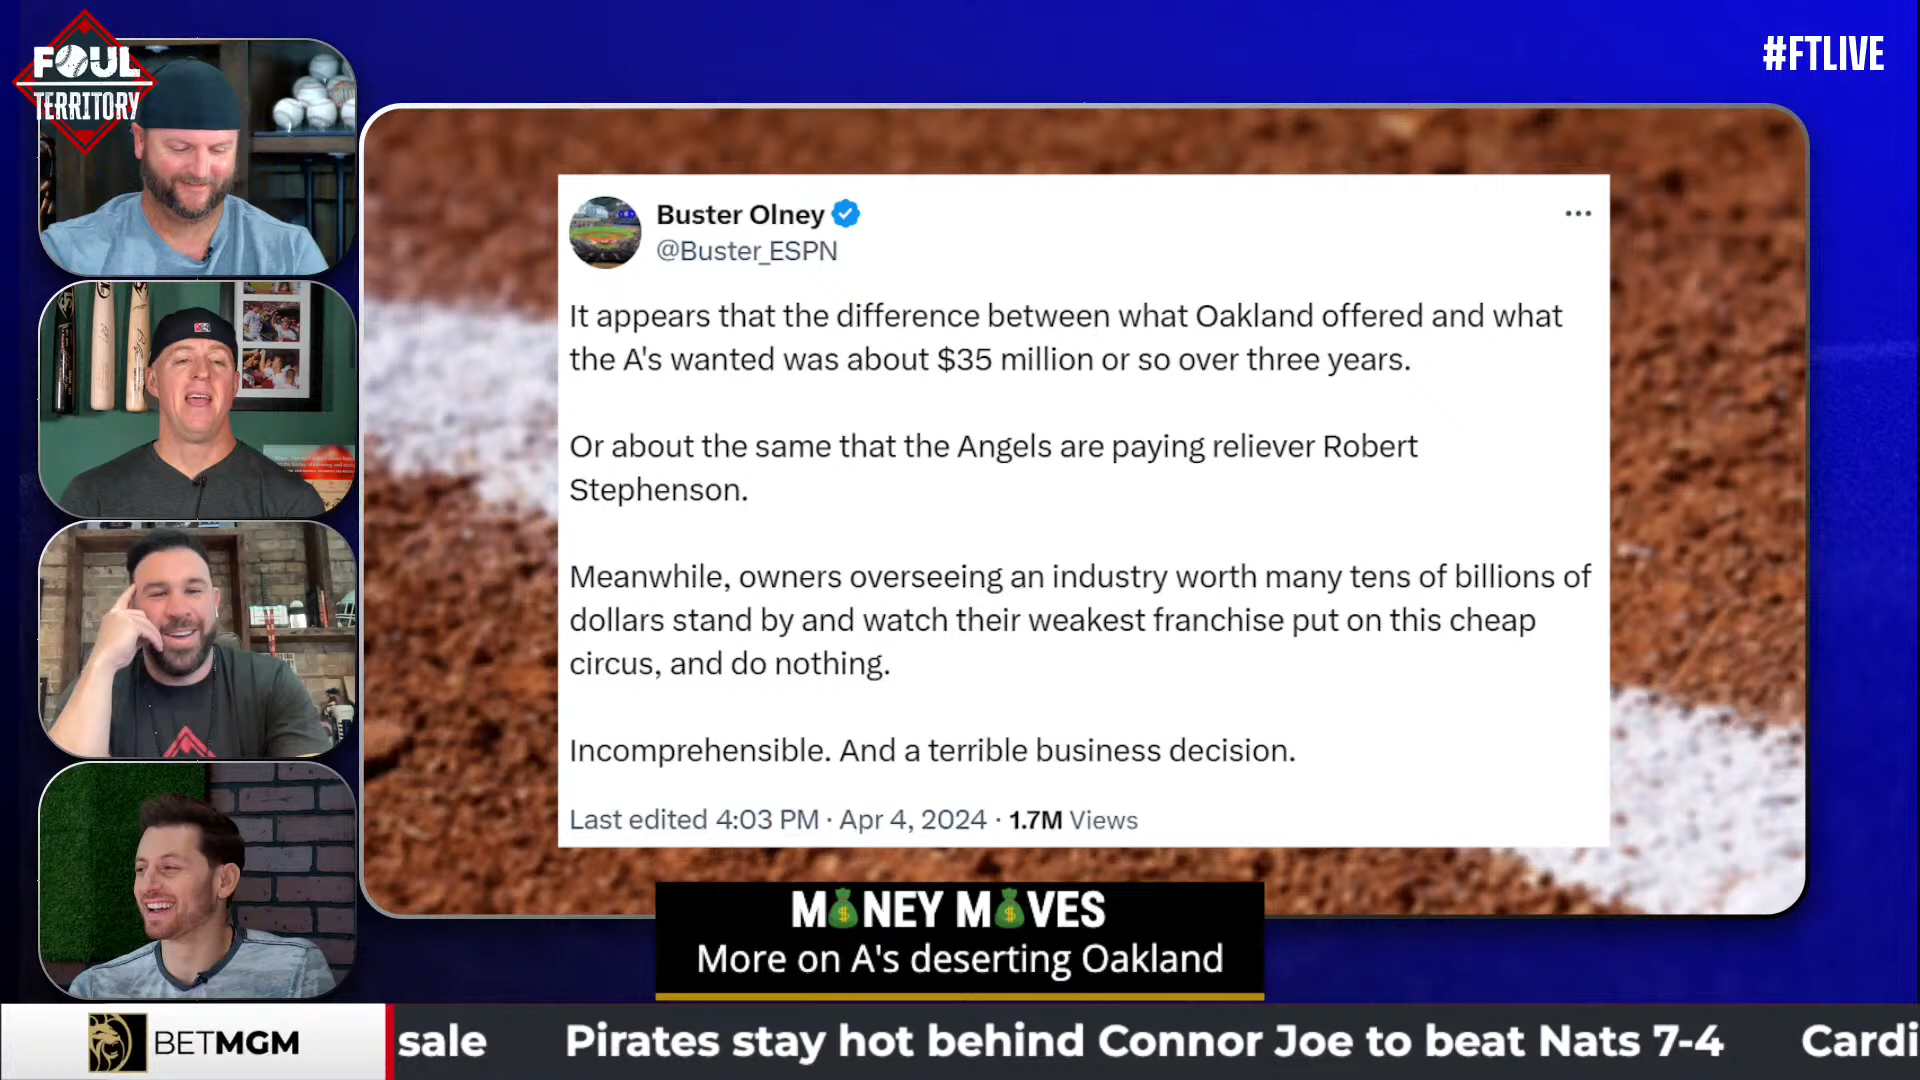 FOUL
TERRITORY
#FTLIVE
Buster Olney
@Buster_ESPN
It appears that the difference between what Oakland offered and what
the A's wanted was about $35 million or so over three years.
Or about the same that the Angels are paying reliever Robert
Stephenson.
Meanwhile, owners overseeing an industry worth many tens of billions of
dollars stand by and watch their weakest franchise put on this cheap
circus, and do nothing.
Incomprehensible. And a terrible business decision.
Last edited 4:03 PM · Apr 4, 2024 · 1.7M Views
MONEY MOVES
More on A's deserting Oakland
BETMGM
sale Pirates stay hot behind Connor Joe to beat Nats 7-4 Cardi